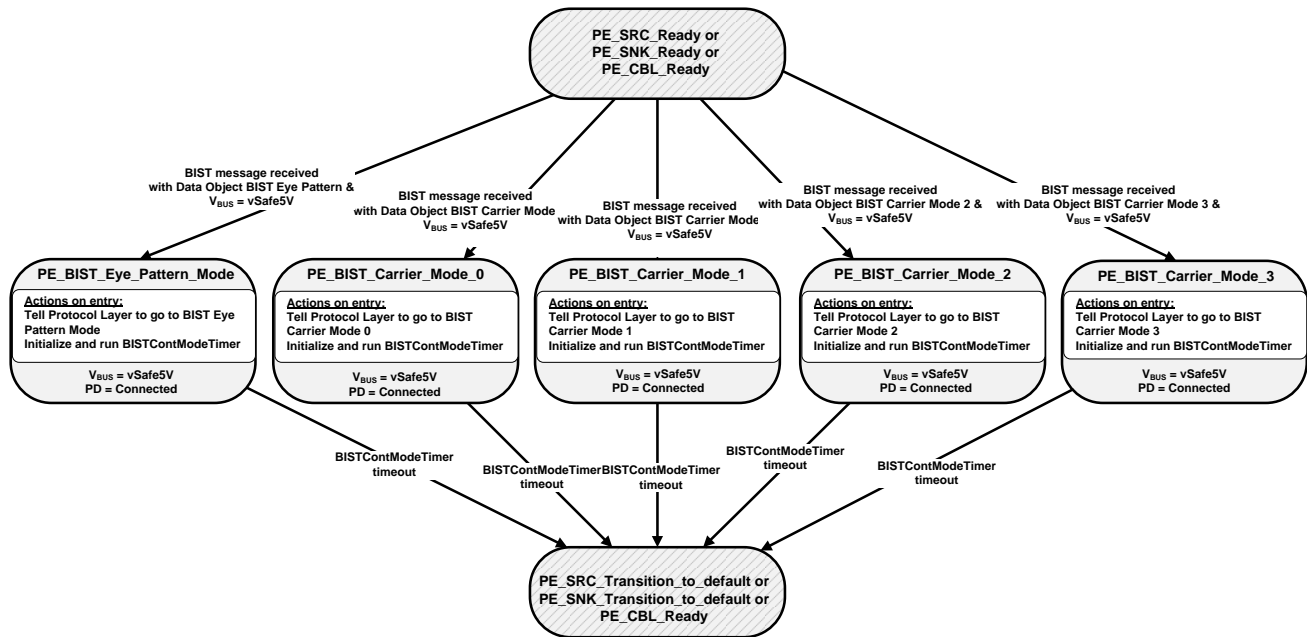 PE_SRC_Ready or
PE_SNK_Ready or
PE_CBL_Ready
BIST message received
with Data Object BIST Eye Pattern &
VBUS = vSafe5V
BIST message received
with Data Object BIST Carrier Mode
VBUS = vSafe5V
BIST message received
with Data Object BIST Carrier Mode
VBUS = vSafe5V
BIST message received
with Data Object BIST Carrier Mode 2 &
VBUS = vSafe5V
BIST message received
with Data Object BIST Carrier Mode 3 &
VBUS = vSafe5V
PE_BIST_Eye_Pattern_Mode
Actions on entry:
Tell Protocol Layer to go to BIST Eye
Pattern Mode
Initialize and run BISTContModeTimer
VBUS = vSafe5V
PD = Connected
PE_BIST_Carrier_Mode_0
Actions on entry:
Tell Protocol Layer to go to BIST
Carrier Mode 0
Initialize and run BISTContModeTimer
VBUS = vSafe5V
PD = Connected
PE_BIST_Carrier_Mode_1
Actions on entry:
Tell Protocol Layer to go to BIST
Carrier Mode 1
Initialize and run BISTContModeTimer
VBUS = vSafe5V
PD = Connected
PE_BIST_Carrier_Mode_2
Actions on entry:
Tell Protocol Layer to go to BIST
Carrier Mode 2
Initialize and run BISTContModeTimer
VBUS = vSafe5V
PD = Connected
PE_BIST_Carrier_Mode_3
Actions on entry:
Tell Protocol Layer to go to BIST
Carrier Mode 3
Initialize and run BISTContModeTimer
VBUS = vSafe5V
PD = Connected
BISTContModeTimer
timeout
BISTContModeTimer
timeout
BISTContModeTimer
timeout
BISTContModeTimer
timeout
BISTContModeTimer
timeout
PE_SRC_Transition_to_default or
PE_SNK_Transition_to_default or
PE_CBL_Ready